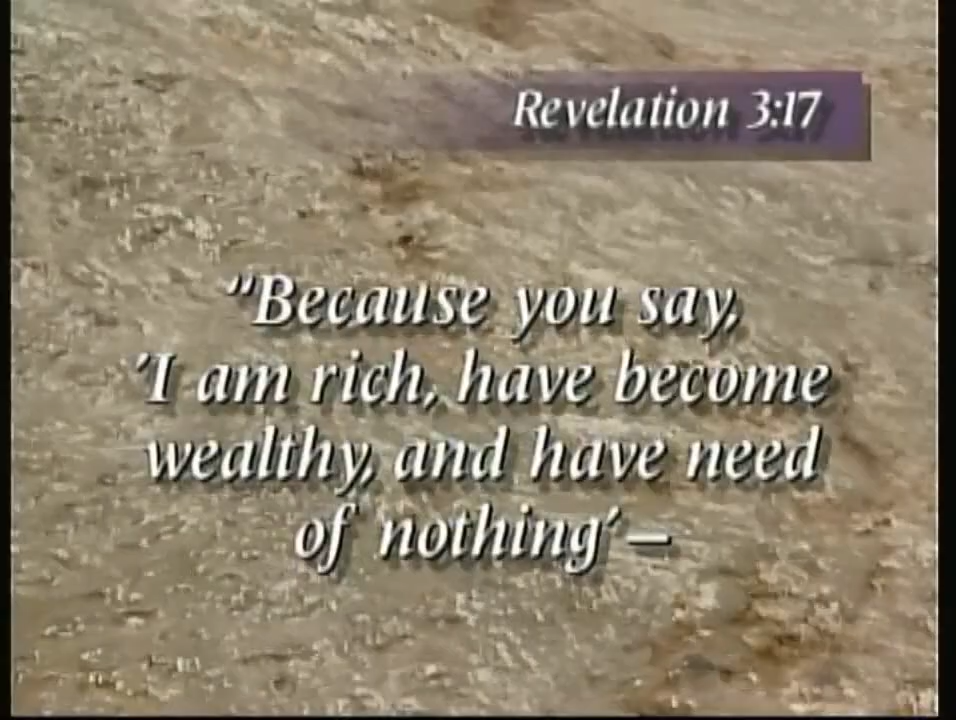 Revelation 3:17
"Because you say,
'I am rich, have become
wealthy, and have need
of nothing' –